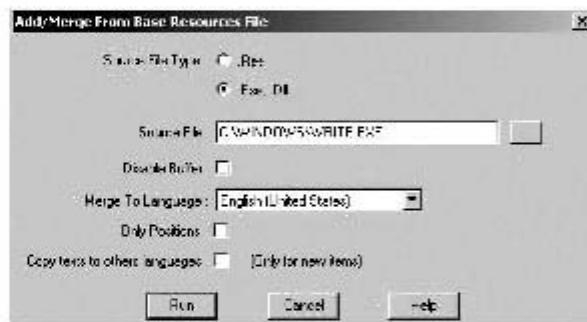 Add/Merge From Base Resources File
Source File Type: .Res
Exe, Dll
Source File: C:\WINDOWS\WRITE.EXE
Disable Buffer
Merge To Language: English (United States)
Only Positions
Copy texts to others languages (Only for new items)
Run Cancel Help